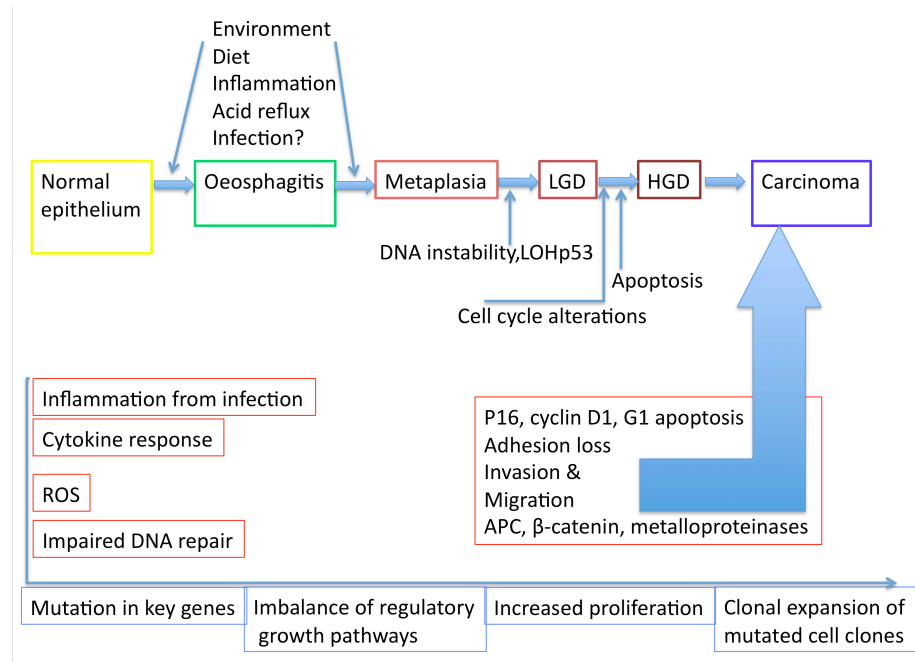 Environment
Diet
Inflammation
Acid reflux
Infection?
Normal
epithelium
Oeosphagitis
Metaplasia
LGD
HGD
Carcinoma
DNA instability,LOHp53
Apoptosis
Cell cycle alterations
Inflammation from infection
Cytokine response
ROS
Impaired DNA repair
P16, cyclin D1, G1 apoptosis
Adhesion loss
Invasion &
Migration
APC, β-catenin, metalloproteinases
Mutation in key genes
Imbalance of regulatory
growth pathways
Increased proliferation
Clonal expansion of
mutated cell clones